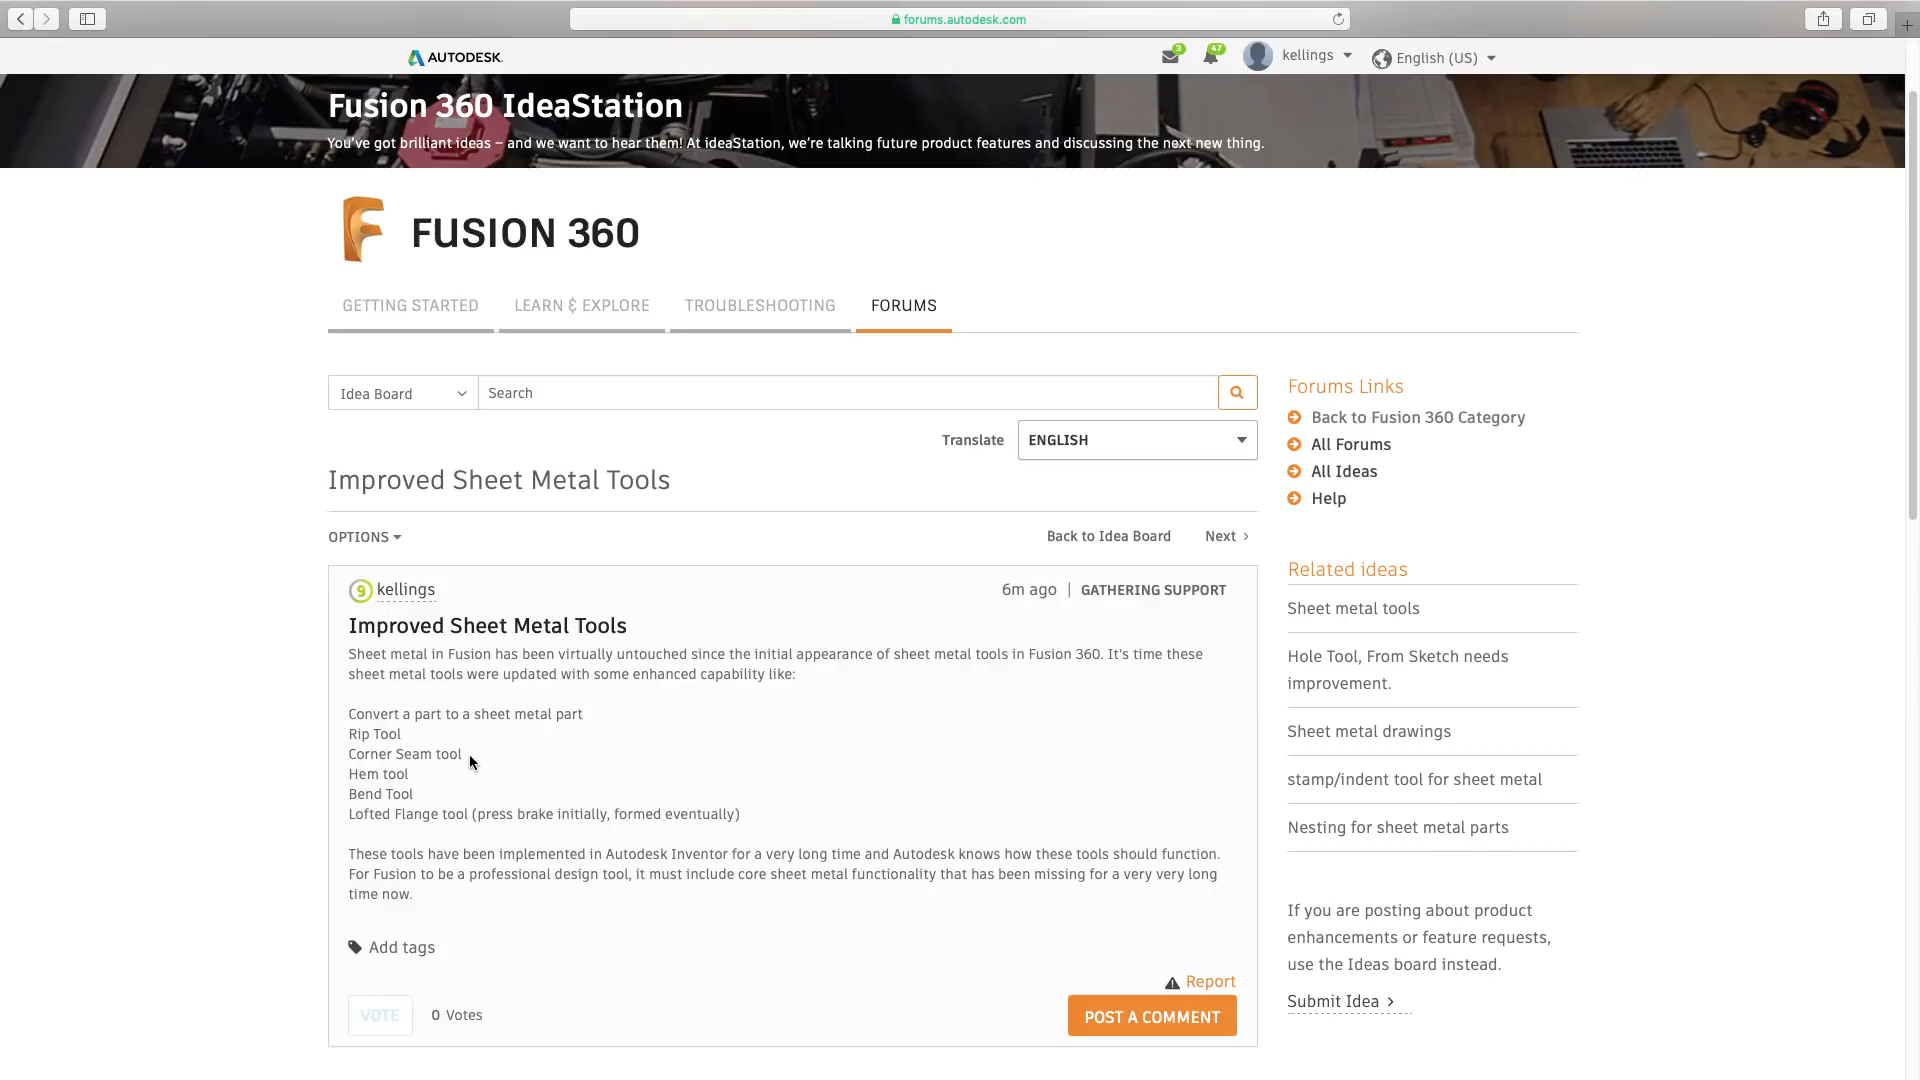 forums.autodesk.com
AUTODESK.
3
47
kellings
English (US)
Fusion 360 IdeaStation
You've got brilliant ideas – and we want to hear them! At ideaStation, we're talking future product features and discussing the next new thing.
FUSION 360
GETTING STARTED
LEARN & EXPLORE
TROUBLESHOOTING
FORUMS
Idea Board
Search
Translate
ENGLISH
Improved Sheet Metal Tools
OPTIONS
Back to Idea Board
Next
9
kellings
6m ago | GATHERING SUPPORT
Improved Sheet Metal Tools
Sheet metal in Fusion has been virtually untouched since the initial appearance of sheet metal tools in Fusion 360. It's time these
sheet metal tools were updated with some enhanced capability like:
Convert a part to a sheet metal part
Rip Tool
Corner Seam tool
Hem tool
Bend Tool
Lofted Flange tool (press brake initially, formed eventually)
These tools have been implemented in Autodesk Inventor for a very long time and Autodesk knows how these tools should function.
For Fusion to be a professional design tool, it must include core sheet metal functionality that has been missing for a very very long
time now.
Add tags
Report
VOTE
0 Votes
POST A COMMENT
Forums Links
Back to Fusion 360 Category
All Forums
All Ideas
Help
Related ideas
Sheet metal tools
Hole Tool, From Sketch needs
improvement.
Sheet metal drawings
stamp/indent tool for sheet metal
Nesting for sheet metal parts
If you are posting about product
enhancements or feature requests,
use the Ideas board instead.
Submit Idea >